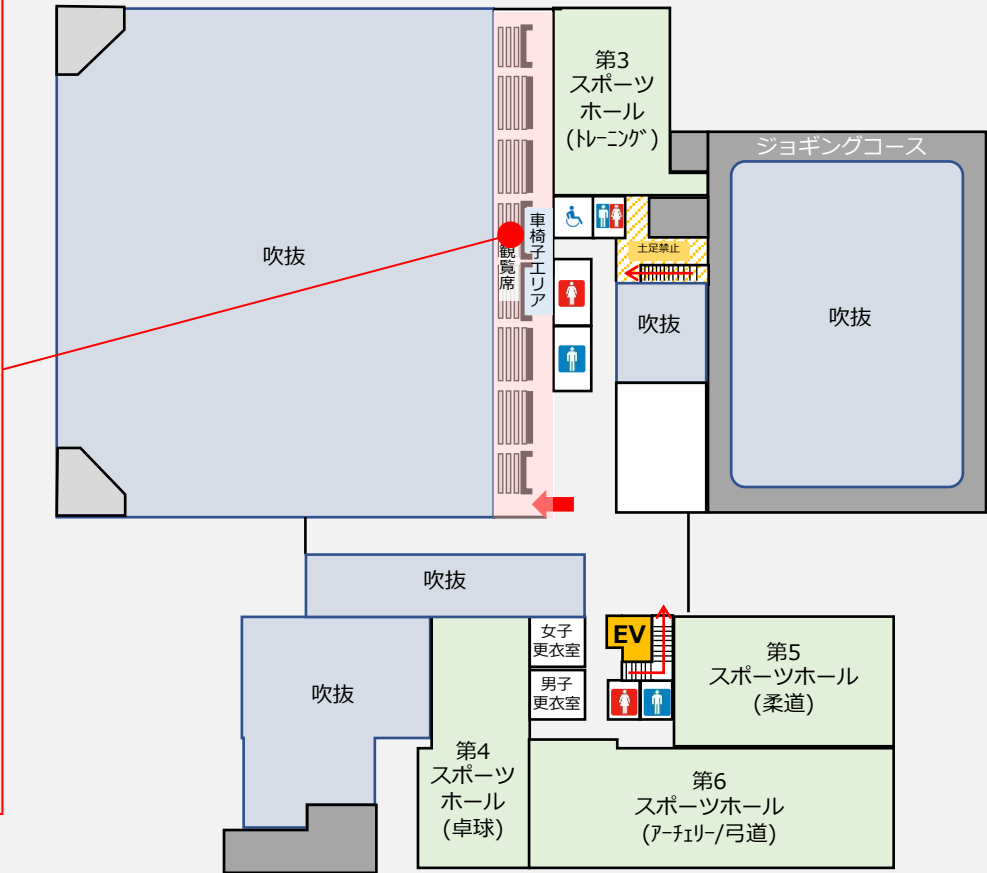 第3
スポーツ
ホール
(ﾄﾚｰﾆﾝｸﾞ)
ジョギングコース
吹抜
観覧席
車椅子エリア
土足禁止
吹抜
吹抜
吹抜
女子
更衣室
EV
男子
更衣室
第5
スポーツホール
(柔道)
吹抜
第4
スポーツ
ホール
(卓球)
第6
スポーツホール
(ｱｰﾁｪﾘｰ/弓道)